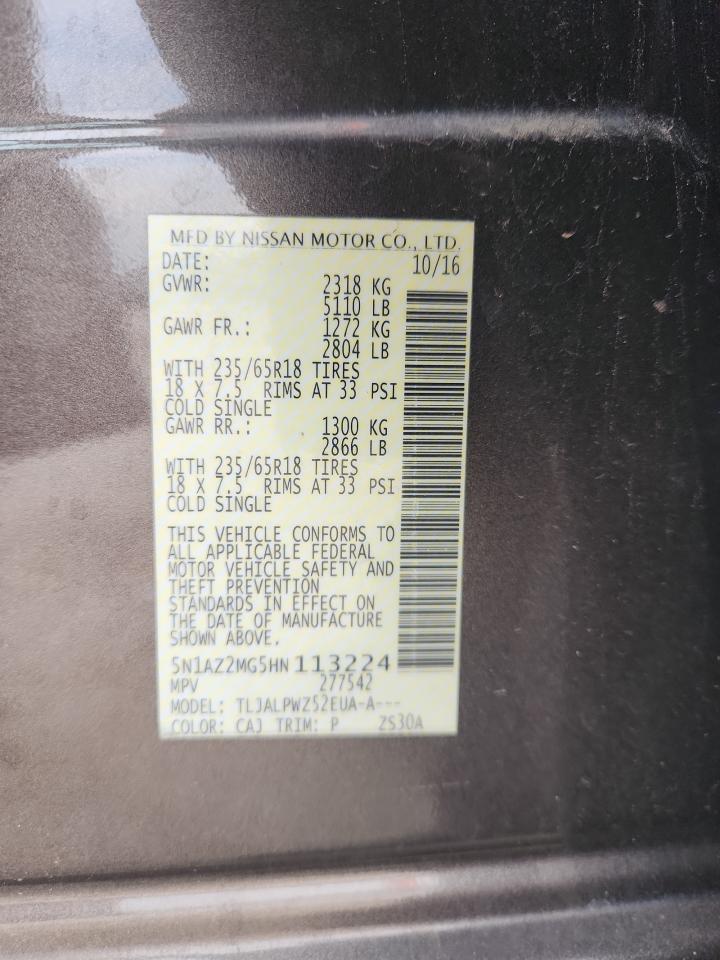 MFD BY NISSAN MOTOR CO., LTD.
DATE: 10/16
GVWR: 2318 KG
5110 LB
GAWR FR.: 1272 KG
2804 LB
WITH 235/65R18 TIRES
18 X 7.5 RIMS AT 33 PSI
COLD SINGLE
GAWR RR.: 1300 KG
2866 LB
WITH 235/65R18 TIRES
18 X 7.5 RIMS AT 33 PSI
COLD SINGLE
THIS VEHICLE CONFORMS TO
ALL APPLICABLE FEDERAL
MOTOR VEHICLE SAFETY AND
THEFT PREVENTION
STANDARDS IN EFFECT ON
THE DATE OF MANUFACTURE
SHOWN ABOVE.
5N1AZ2MG5HN113224
MPV 277542
MODEL: TLJALPWZ52EUA-A---
COLOR: CAJ TRIM: P ZS30A